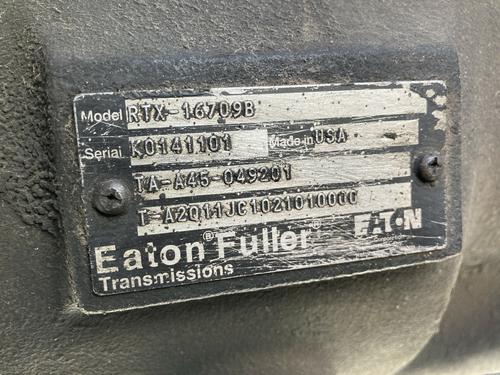 Model RTX-16709B
Serial K0141101 Made in USA
TA-A45-049201
T-A2Q11JC1021010000
Eaton® Fuller® EATON
Transmissions